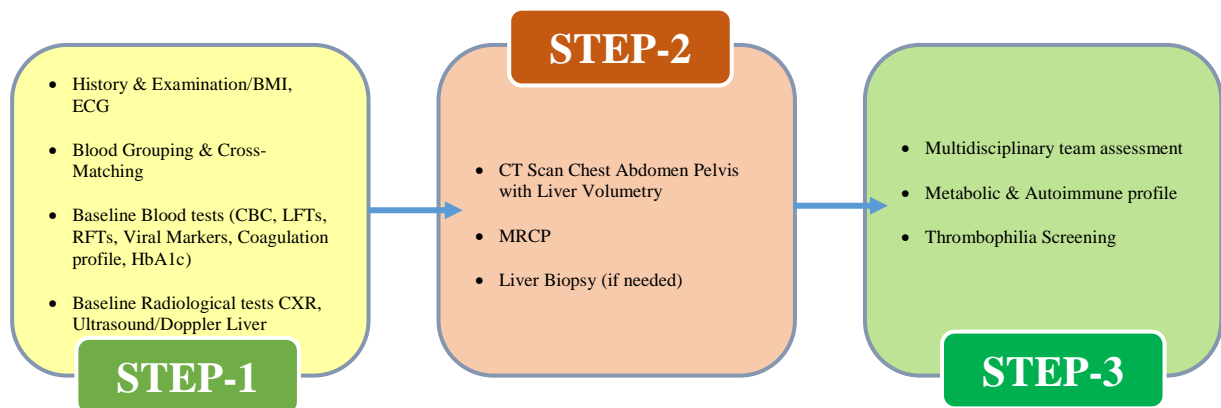 • History & Examination/BMI,
ECG
• Blood Grouping & Cross-
Matching
• Baseline Blood tests (CBC, LFTs,
RFTs, Viral Markers, Coagulation
profile, HbA1c)
• Baseline Radiological tests CXR,
Ultrasound/Doppler Liver
STEP-1
STEP-2
• CT Scan Chest Abdomen Pelvis
with Liver Volumetry
• MRCP
• Liver Biopsy (if needed)
• Multidisciplinary team assessment
• Metabolic & Autoimmune profile
• Thrombophilia Screening
STEP-3